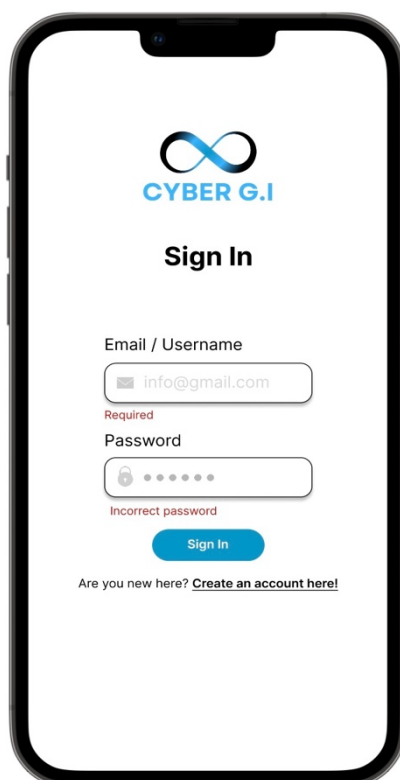 CYBER G.I
Sign In
Email / Username
info@gmail.com
Required
Password
Incorrect password
Sign In
Are you new here? Create an account here!